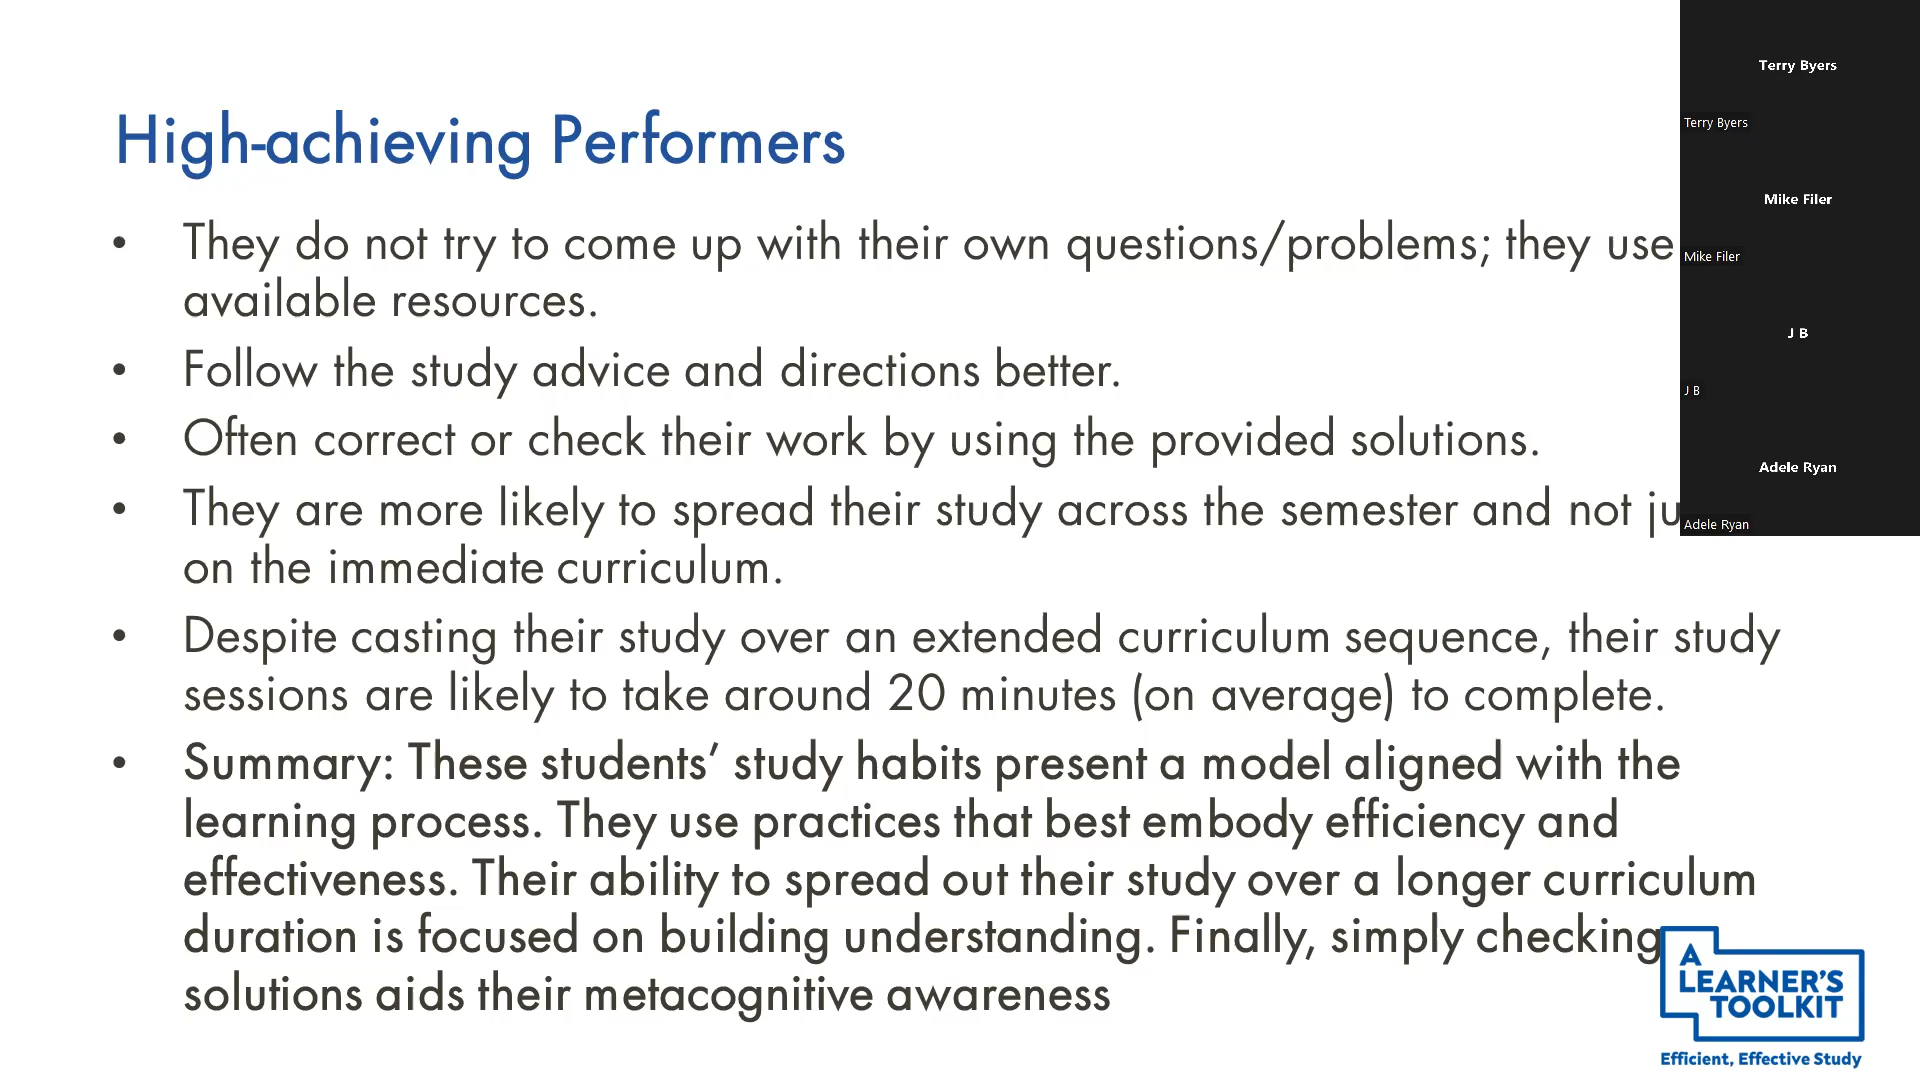 High-achieving Performers
• They do not try to come up with their own questions/problems; they use
available resources.
• Follow the study advice and directions better.
• Often correct or check their work by using the provided solutions.
• They are more likely to spread their study across the semester and not
on the immediate curriculum.
• Despite casting their study over an extended curriculum sequence, their study
sessions are likely to take around 20 minutes (on average) to complete.
• Summary: These students’ study habits present a model aligned with the
learning process. They use practices that best embody efficiency and
effectiveness. Their ability to spread out their study over a longer curriculum
duration is focused on building understanding. Finally, simply checking
solutions aids their metacognitive awareness
Terry Byers
Terry Byers
Mike Filer
Mike Filer
J B
J B
Adele Ryan
Adele Ryan
A
LEARNER'S
TOOLKIT
Efficient, Effective Study